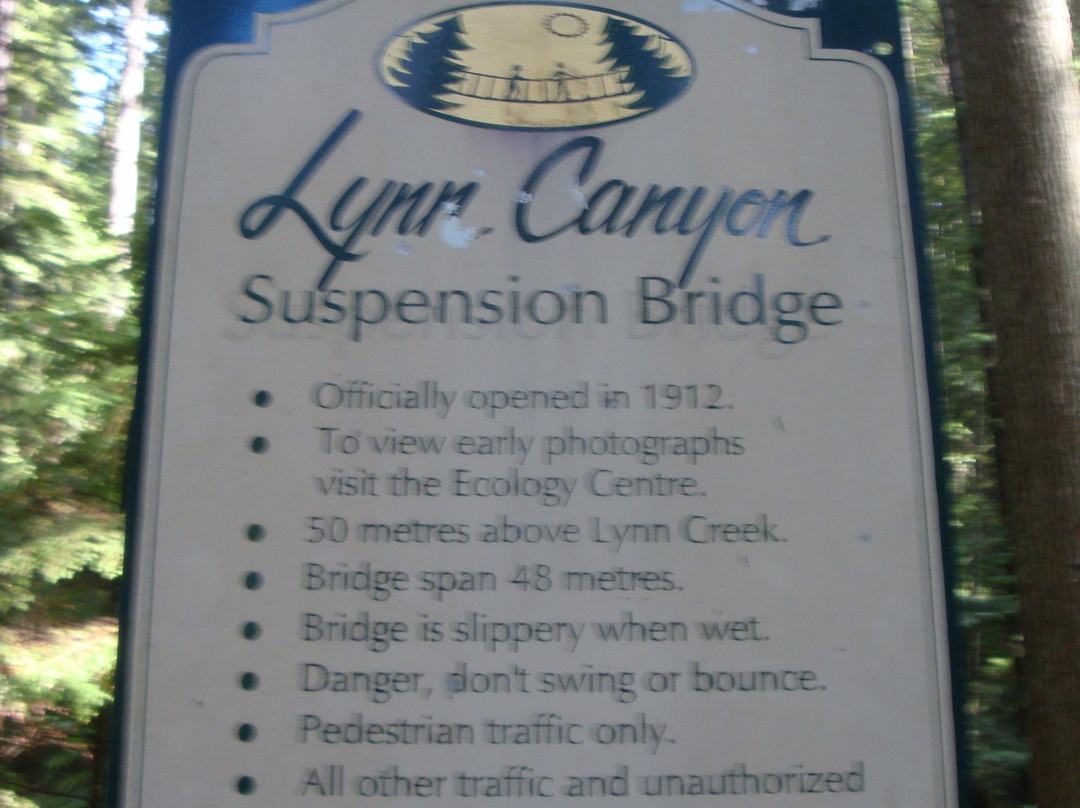 Lynn Canyon
Suspension Bridge
• Officially opened in 1912.
• To view early photographs
visit the Ecology Centre.
• 50 metres above Lynn Creek.
• Bridge span 48 metres.
• Bridge is slippery when wet.
• Danger, don't swing or bounce.
• Pedestrian traffic only.
• All other traffic and unauthorized